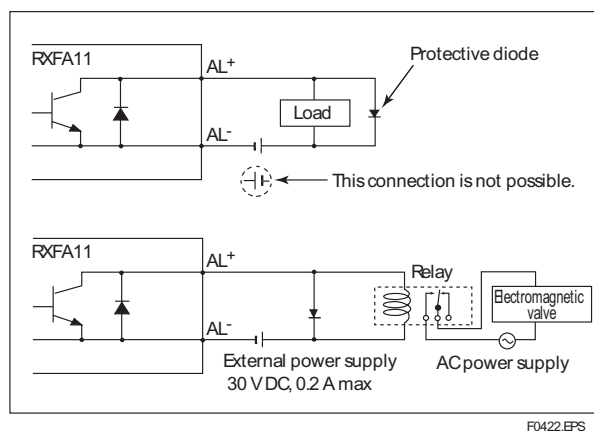 RXFA11
AL+
Protective diode
Load
AL-
This connection is not possible.
RXFA11
AL+
Relay
Electromagnetic
valve
AL-
External power supply
30 V DC, 0.2 A max
AC power supply
F0422.EPS